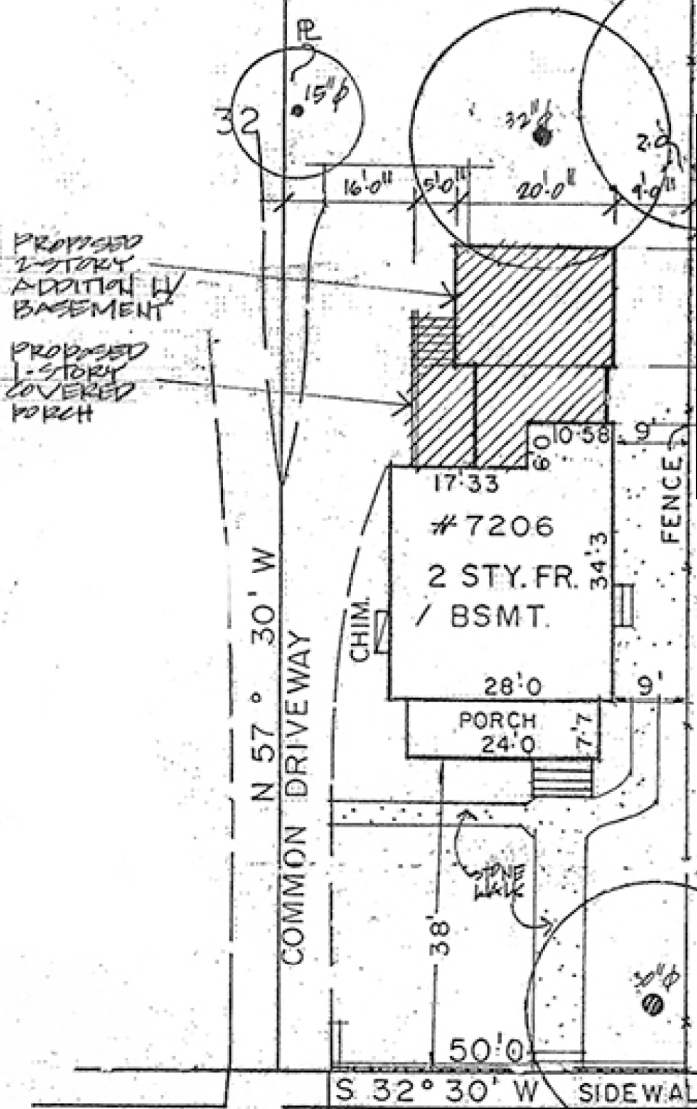 PL
15"ϕ
32
32"ϕ
2.0'
16'-0" 5'-0" 20'-0" 9'-0"
PROPOSED
2-STORY
ADDITION W/
BASEMENT
PROPOSED
1-STORY
COVERED
PORCH
10.58 9'
6.0
17.33
FENCE
#7206
2 STY. FR.
/ BSMT.
34.3
CHIM.
N 57° 30' W
COMMON DRIVEWAY
28.0 9'
PORCH
24.0
7.7
STONE
WALK
38'
30"ϕ
50.0
S 32° 30' W SIDEWAL